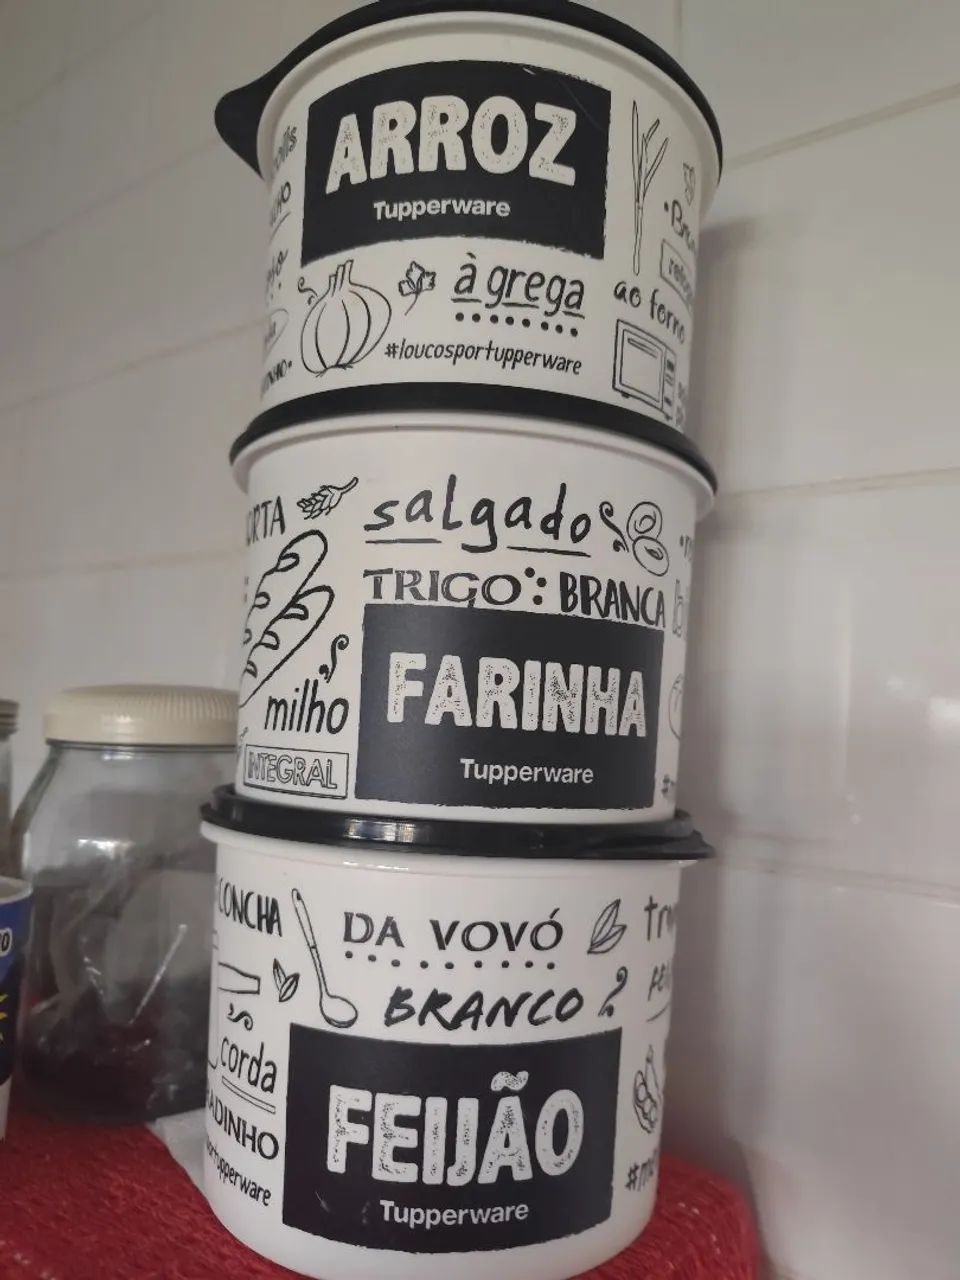 ARROZ
Tupperware
à grega
#loucosportupperware
ao forno
salgado
TRIGO
BRANCA
milho
INTEGRAL
FARINHA
Tupperware
CONCHA
DA VOVÓ
BRANCO
corda
FEIJÃO
Tupperware